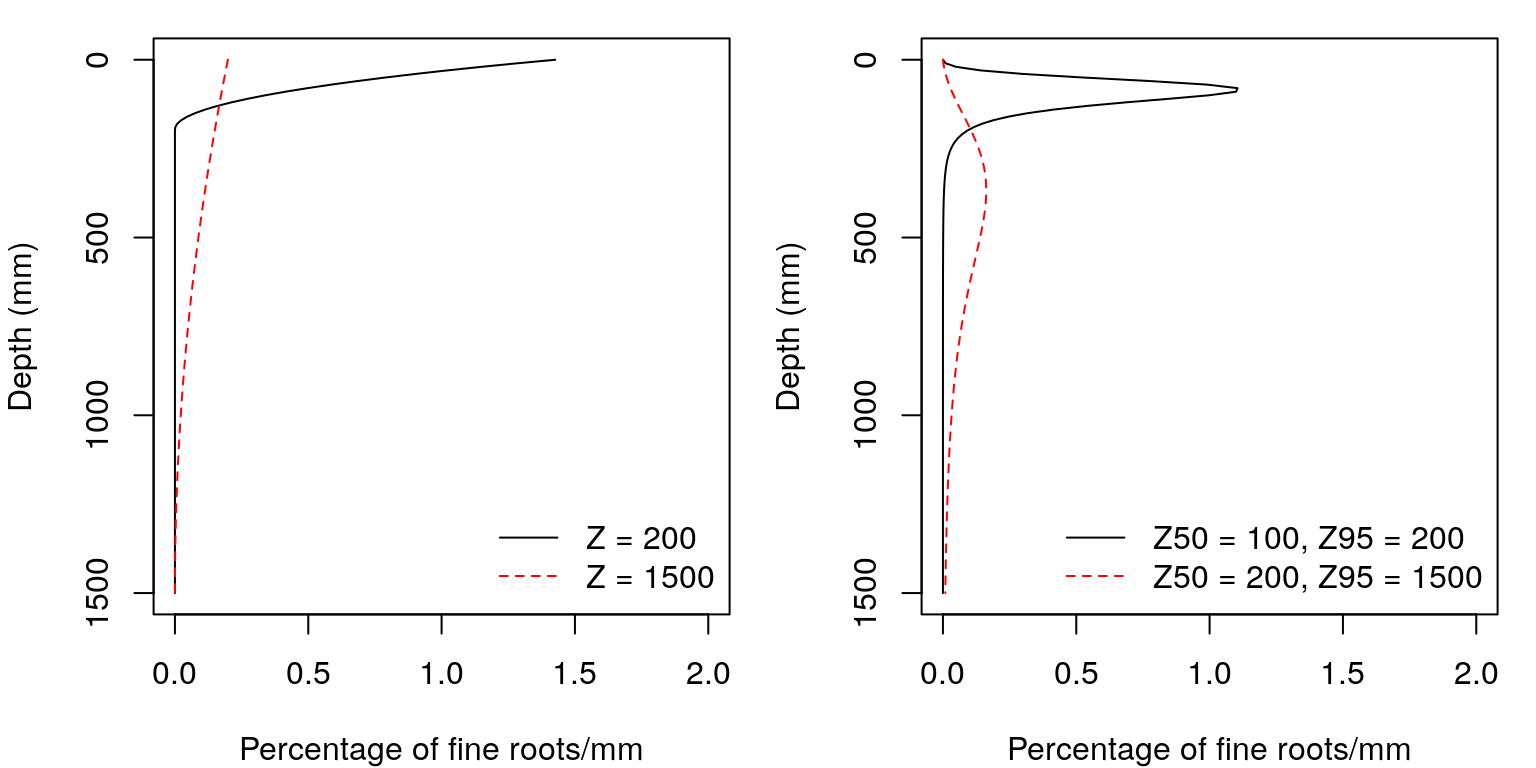 Depth (mm)
0
500
1000
1500
Z = 200
Z = 1500
0.0 0.5 1.0 1.5 2.0
Percentage of fine roots/mm
Depth (mm)
0
500
1000
1500
Z50 = 100, Z95 = 200
Z50 = 200, Z95 = 1500
0.0 0.5 1.0 1.5 2.0
Percentage of fine roots/mm